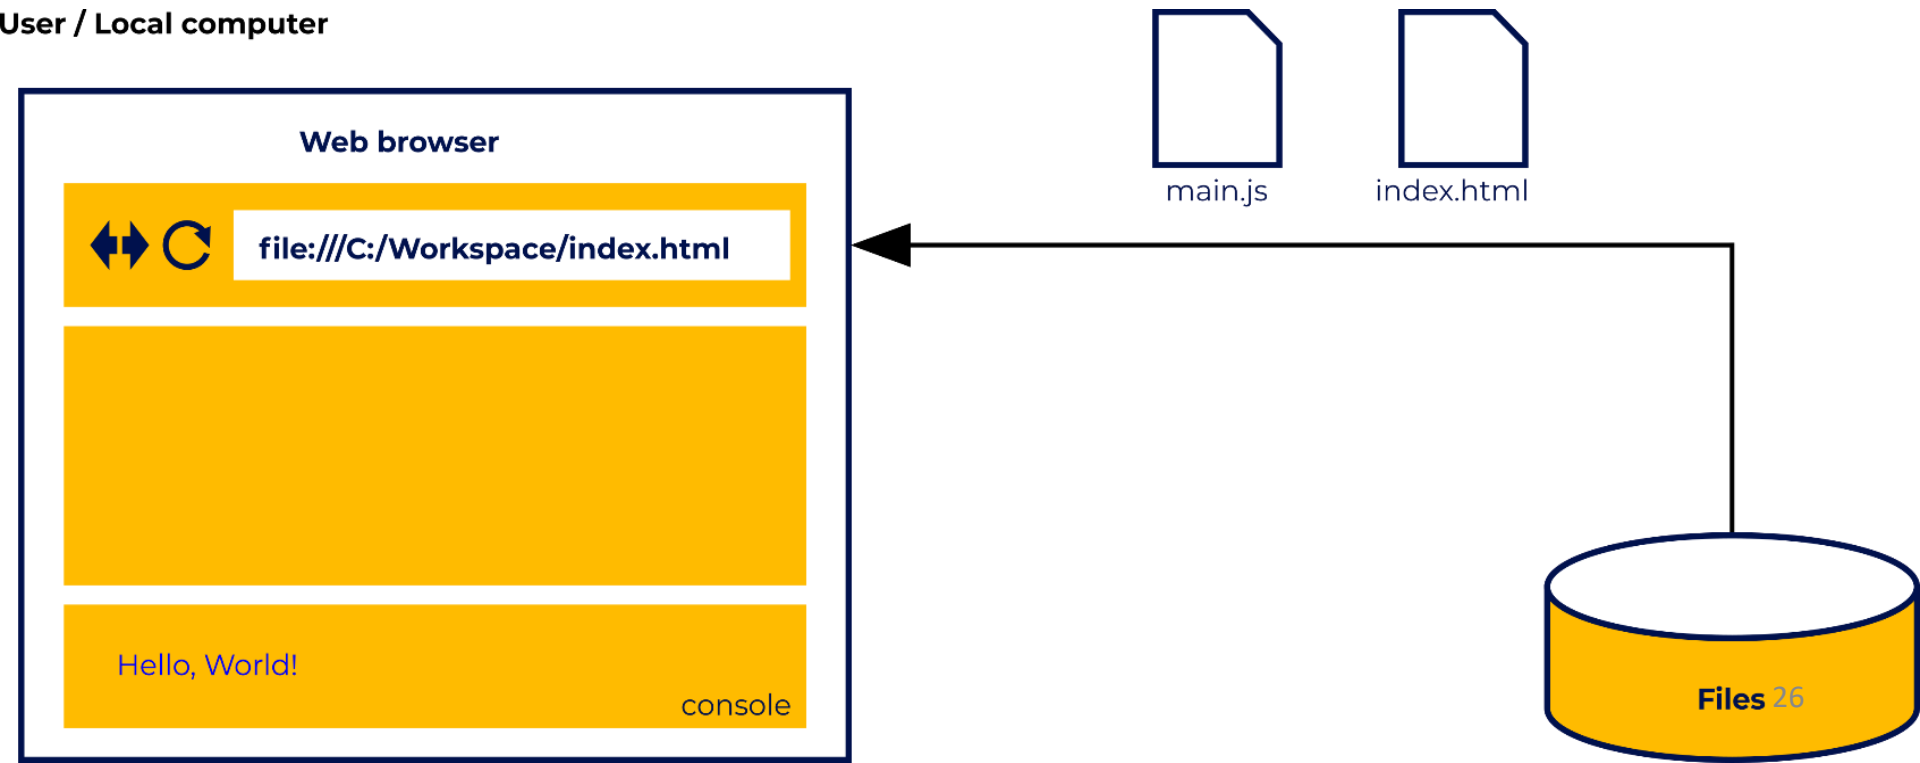 User / Local computer
Web browser
file:///C:/Workspace/index.html
main.js
index.html
Hello, World!
console
Files 26